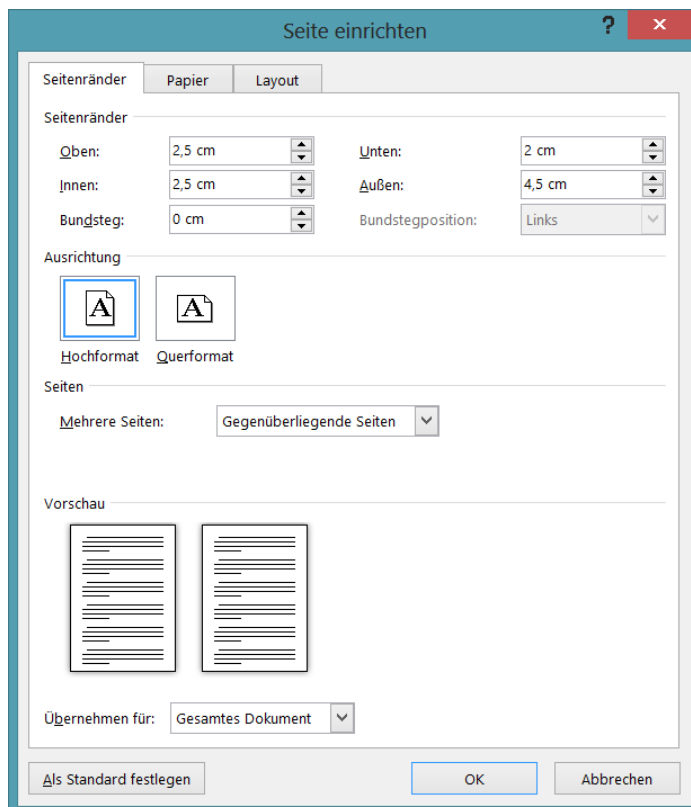 Seite einrichten ?
Seitenränder Papier Layout
Seitenränder
Oben: 2,5 cm Unten: 2 cm
Innen: 2,5 cm Außen: 4,5 cm
Bundsteg: 0 cm Bundstegposition: Links
Ausrichtung
A A
Hochformat Querformat
Seiten
Mehrere Seiten: Gegenüberliegende Seiten
Vorschau
Übernehmen für: Gesamtes Dokument
Als Standard festlegen OK Abbrechen